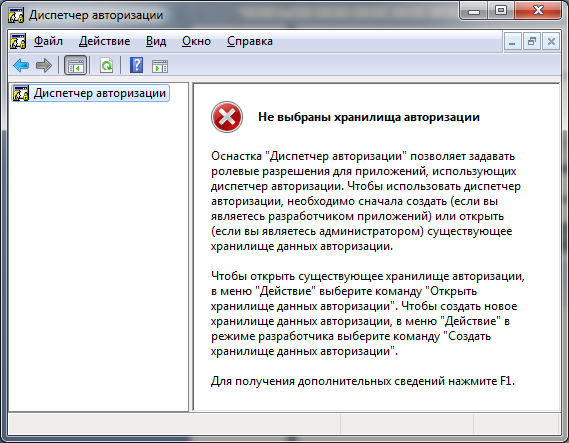 Диспетчер авторизации
Файл Действие Вид Окно Справка
Диспетчер авторизации
Не выбраны хранилища авторизации
Оснастка "Диспетчер авторизации" позволяет задавать
ролевые разрешения для приложений, использующих
диспетчер авторизации. Чтобы использовать диспетчер
авторизации, необходимо сначала создать (если вы
являетесь разработчиком приложений) или открыть
(если вы являетесь администратором) существующее
хранилище данных авторизации.
Чтобы открыть существующее хранилище авторизации,
в меню "Действие" выберите команду "Открыть
хранилище данных авторизации". Чтобы создать новое
хранилище данных авторизации, в меню "Действие" в
режиме разработчика выберите команду "Создать
хранилище данных авторизации".
Для получения дополнительных сведений нажмите F1.